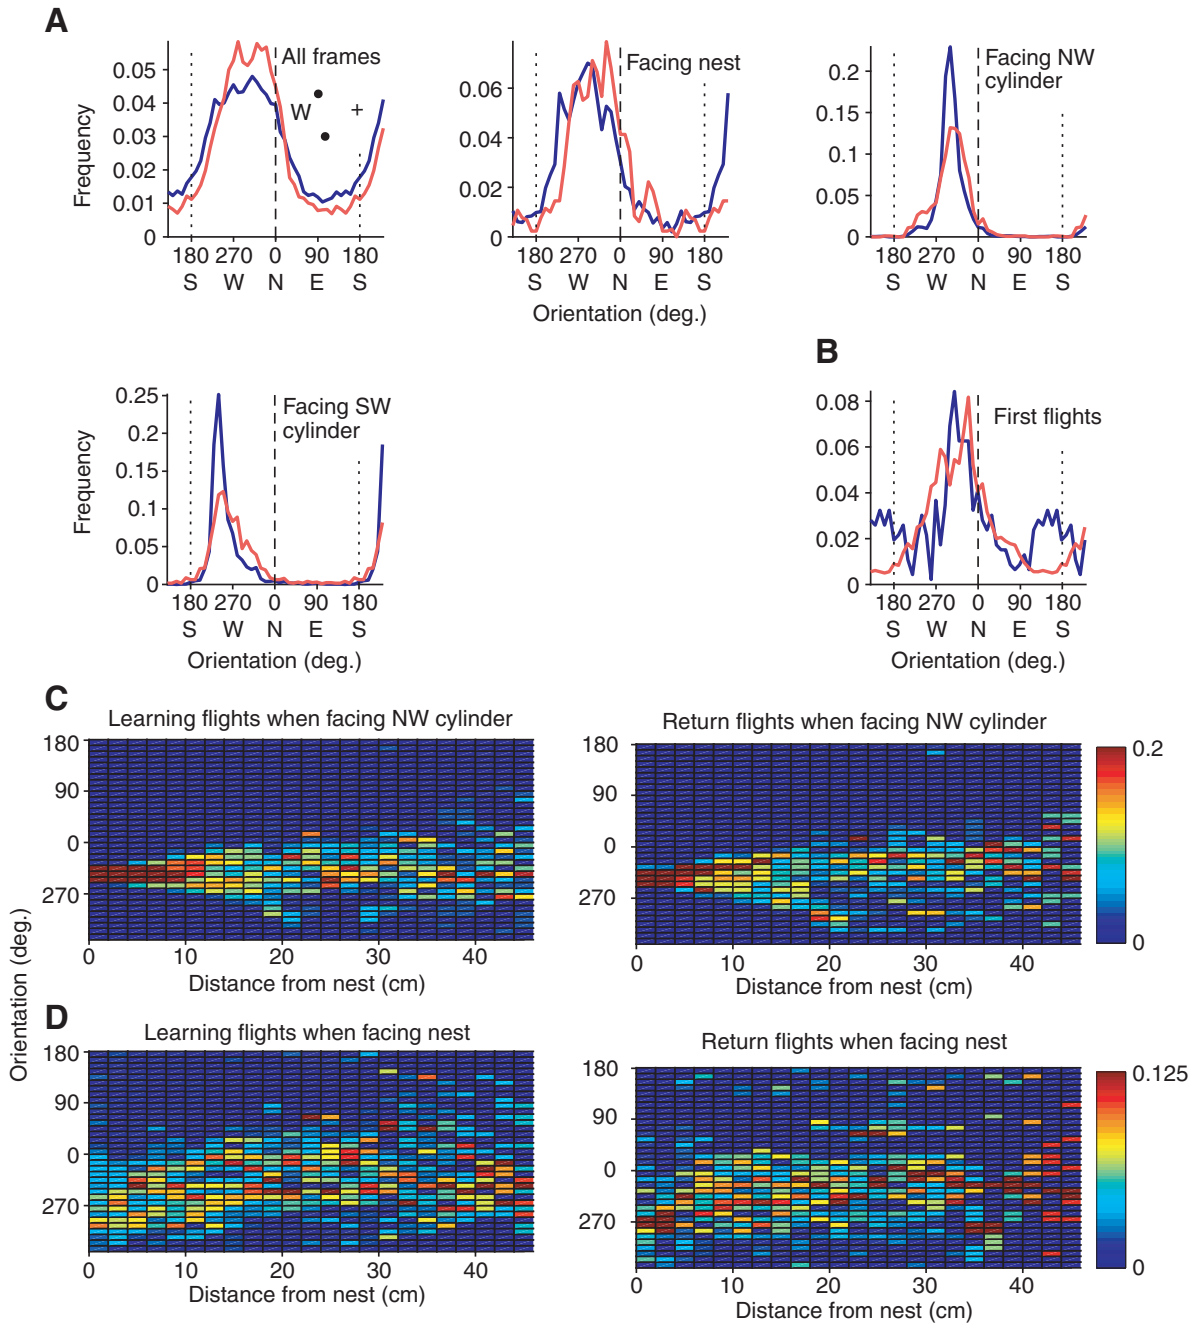 A
All frames
W
+
Frequency
0.05
0.04
0.03
0.02
0.01
0
180 270 0 90 180
S W N E S
Facing nest
0.06
0.04
0.02
0
180 270 0 90 180
S W N E S
Orientation (deg.)
Facing NW
cylinder
0.2
0.15
0.1
0.05
0
180 270 0 90 180
S W N E S
Facing SW
cylinder
Frequency
0.25
0.2
0.15
0.1
0.05
0
180 270 0 90 180
S W N E S
Orientation (deg.)
B
First flights
0.08
0.06
0.04
0.02
0
180 270 0 90 180
S W N E S
Orientation (deg.)
C
Learning flights when facing NW cylinder
180
90
0
270
0 10 20 30 40
Distance from nest (cm)
Return flights when facing NW cylinder
180
90
0
270
0 10 20 30 40
Distance from nest (cm)
0.2
0
Orientation (deg.)
D
Learning flights when facing nest
180
90
0
270
0 10 20 30 40
Distance from nest (cm)
Return flights when facing nest
180
90
0
270
0 10 20 30 40
Distance from nest (cm)
0.125
0